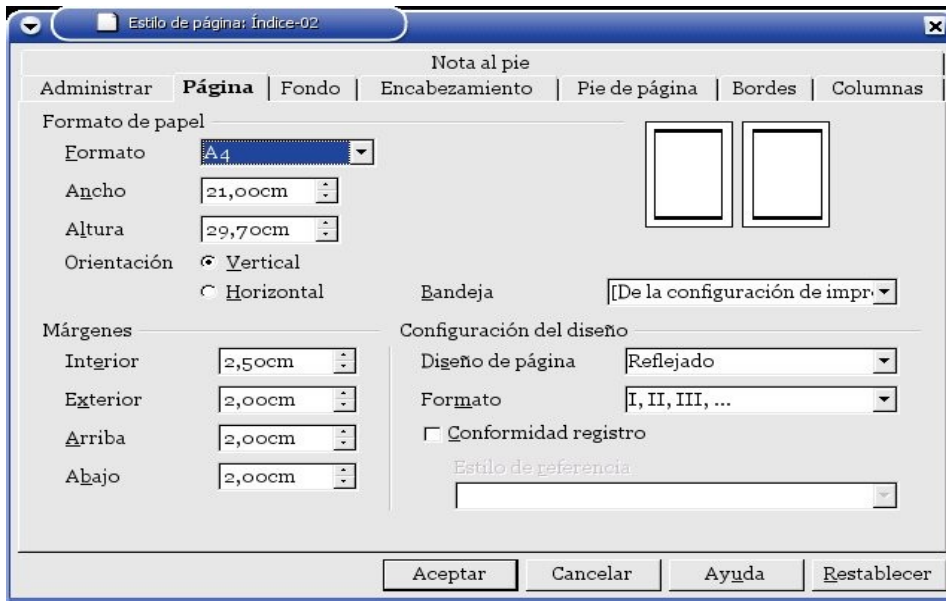 Estilo de página: Índice-02
Nota al pie
Administrar Página Fondo Encabezamiento Pie de página Bordes Columnas
Formato de papel
Formato A4
Ancho 21,00cm
Altura 29,70cm
Orientación Vertical
Horizontal Bandeja [De la configuración de impr
Márgenes Configuración del diseño
Interior 2,50cm Diseño de página Reflejado
Exterior 2,00cm Formato I, II, III, ...
Arriba 2,00cm Conformidad registro
Abajo 2,00cm Estilo de referencia
Aceptar Cancelar Ayuda Restablecer